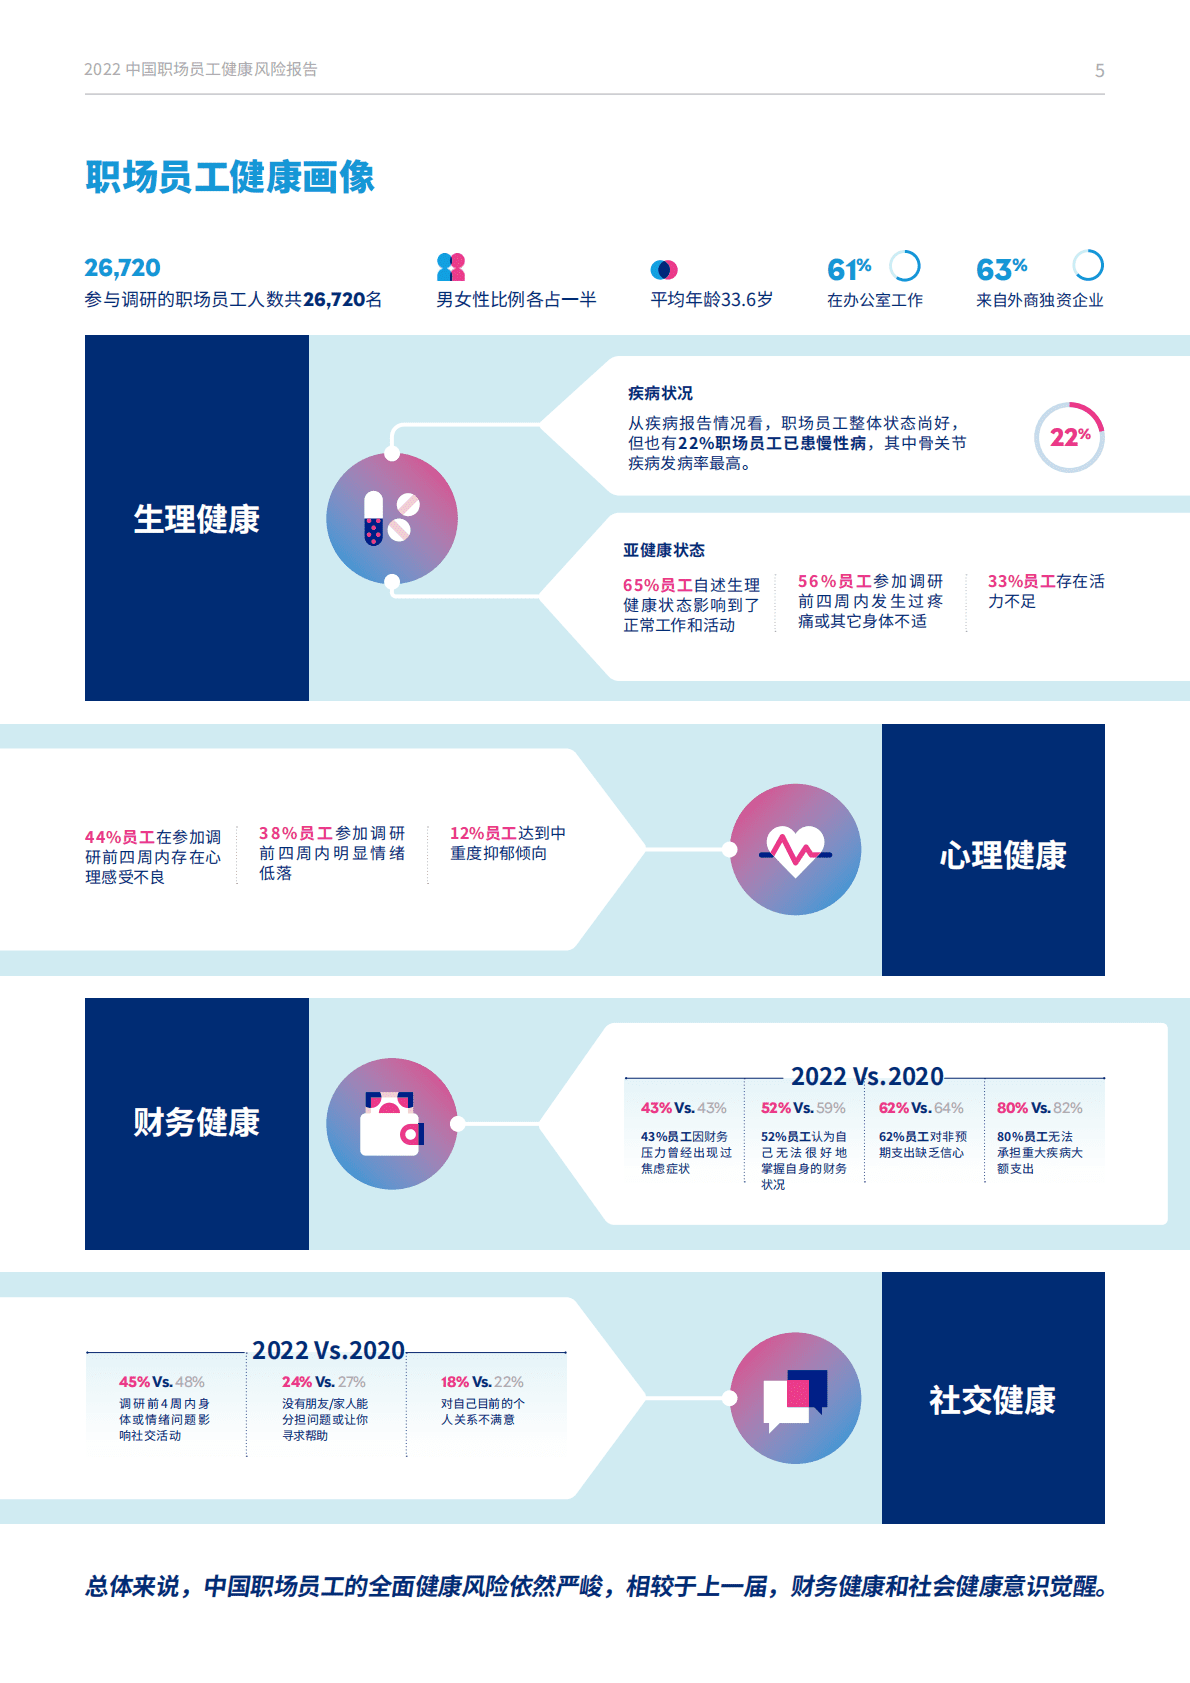 2022 中国职场员工健康风险报告
5
职场员工健康画像
26,720
参与调研的职场员工人数共26,720名
男女性比例各占一半
平均年龄33.6岁
61%
在办公室工作
63%
来自外商独资企业
生理健康
疾病状况
从疾病报告情况看，职场员工整体状态尚好，
但也有22%职场员工已患慢性病，其中骨关节
疾病发病率最高。
22%
亚健康状态
65%员工自述生理
健康状态影响到了
正常工作和活动
56%员工参加调研
前四周内发生过疼
痛或其它身体不适
33%员工存在活
力不足
44%员工在参加调
研前四周内存在心
理感受不良
38%员工参加调研
前四周内明显情绪
低落
12%员工达到中
重度抑郁倾向
心理健康
财务健康
2022 Vs.2020
43% Vs. 43%
43%员工因财务
压力曾经出现过
焦虑症状
52% Vs. 59%
52%员工认为自
己无法很好地
掌握自身的财务
状况
62% Vs. 64%
62%员工对非预
期支出缺乏信心
80% Vs. 82%
80%员工无法
承担重大疾病大
额支出
2022 Vs.2020
45% Vs. 48%
调研前4周内身
体或情绪问题影
响社交活动
24% Vs. 27%
没有朋友/家人能
分担问题或让你
寻求帮助
18% Vs. 22%
对自己目前的个
人关系不满意
社交健康
总体来说，中国职场员工的全面健康风险依然严峻，相较于上一届，财务健康和社会健康意识觉醒。